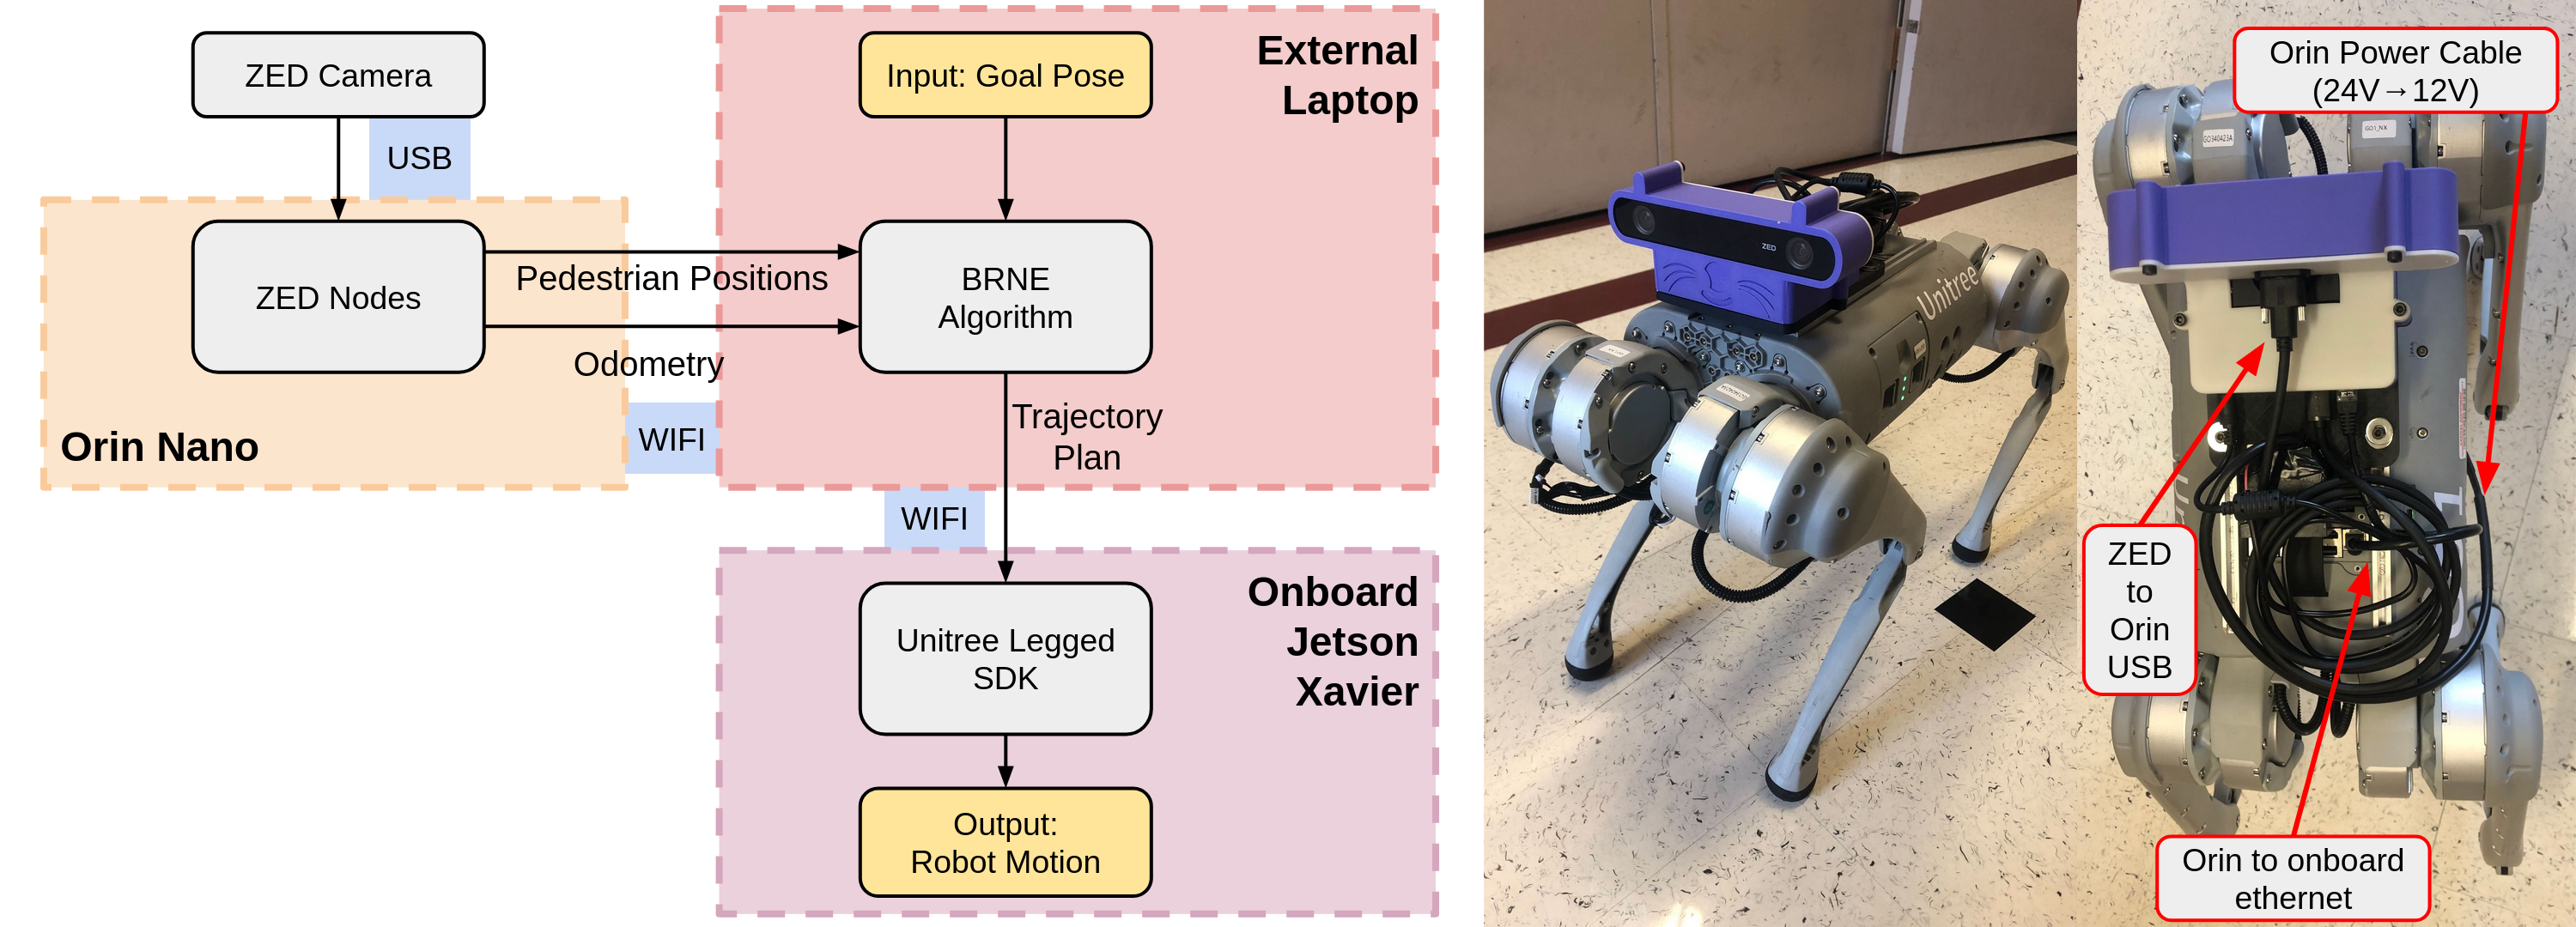 ZED Camera
USB
ZED Nodes
Orin Nano
Pedestrian Positions
Odometry
WIFI
External
Laptop
Input: Goal Pose
BRNE
Algorithm
Trajectory
Plan
WIFI
Onboard
Jetson
Xavier
Unitree Legged
SDK
Output:
Robot Motion
ZED
Unitree
Orin Power Cable
(24V→12V)
GO1_NX
ZED
to
Orin
USB
Orin to onboard
ethernet